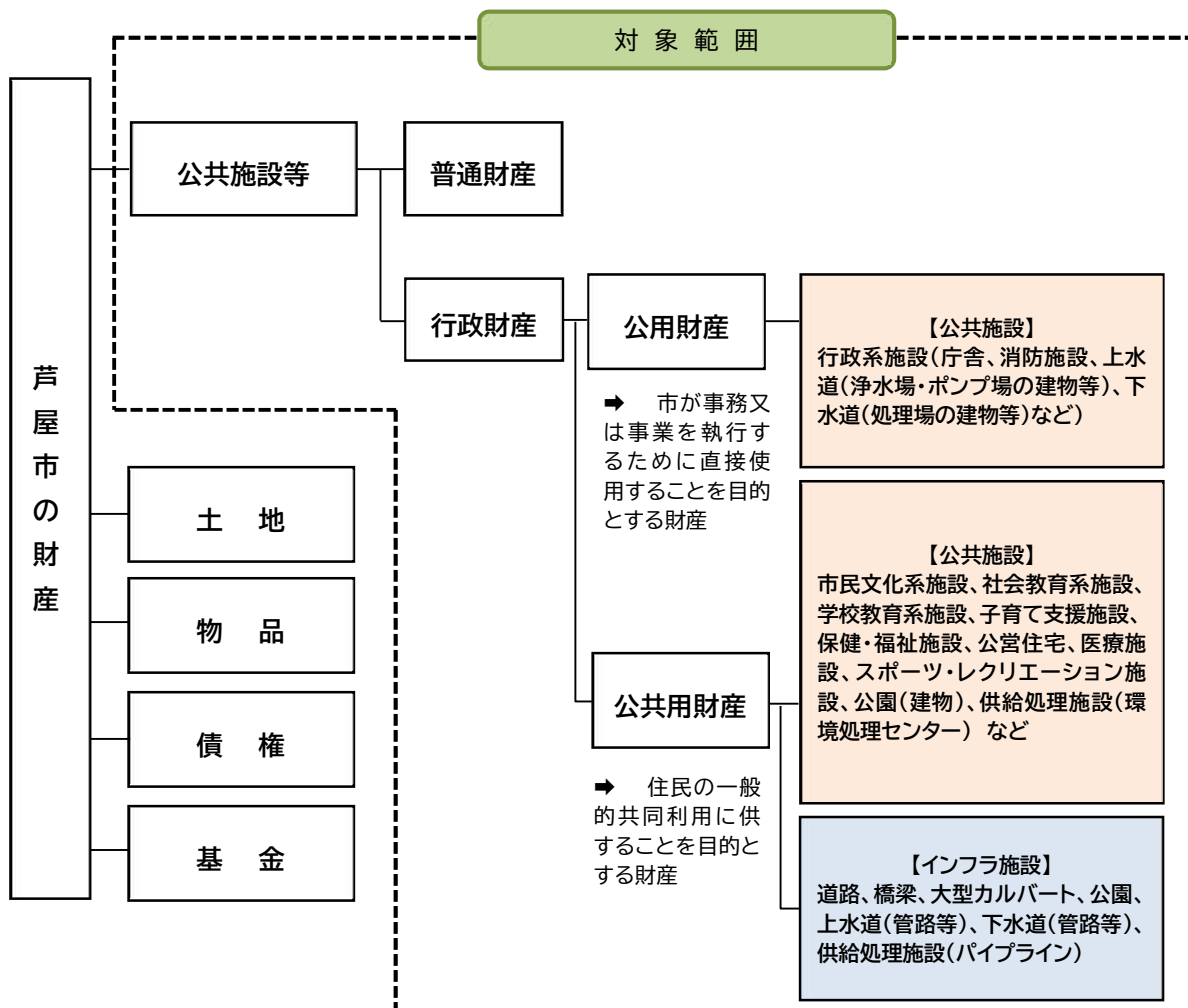 対 象 範 囲
芦屋市の財産
公共施設等
普通財産
行政財産
公用財産
➡ 市が事務又
は事業を執行す
るために直接使
用することを目的
とする財産
【公共施設】
行政系施設(庁舎、消防施設、上水
道(浄水場・ポンプ場の建物等)、下
水道(処理場の建物等)など)
土 地
物 品
債 権
基 金
公共用財産
➡ 住民の一般
的共同利用に供
することを目的と
する財産
【公共施設】
市民文化系施設、社会教育系施設、
学校教育系施設、子育て支援施設、
保健・福祉施設、公営住宅、医療施
設、スポーツ・レクリエーション施
設、公園(建物)、供給処理施設(環
境処理センター) など
【インフラ施設】
道路、橋梁、大型カルバート、公園、
上水道(管路等)、下水道(管路等)、
供給処理施設(パイプライン)